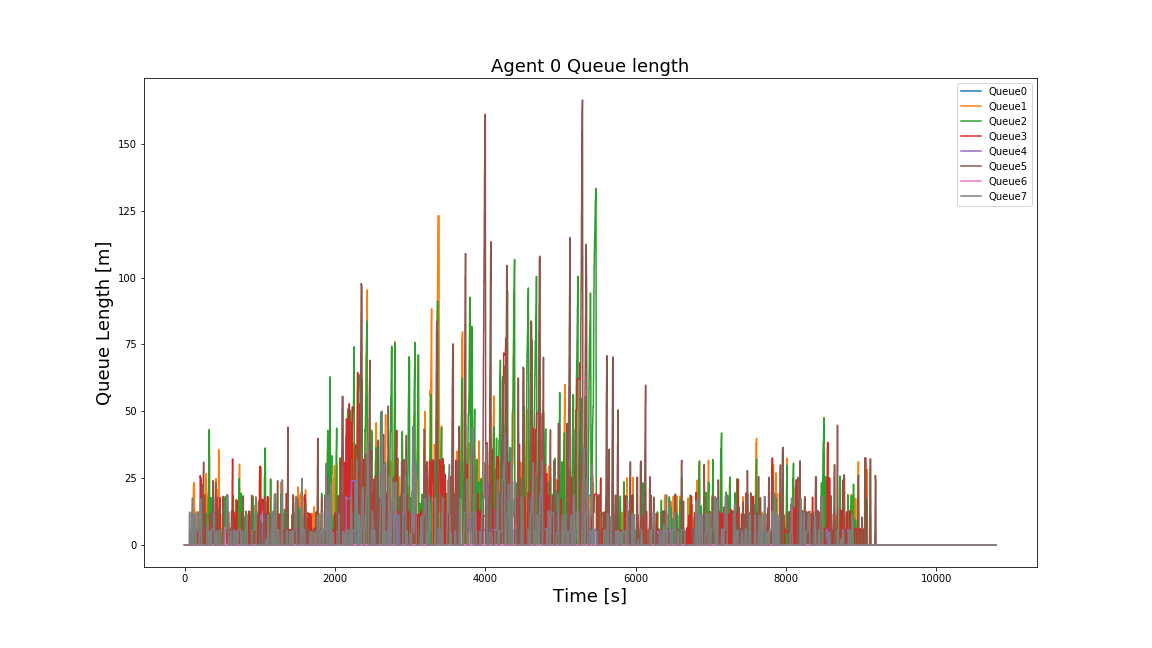 Agent 0 Queue length
Queue0
Queue1
Queue2
Queue3
Queue4
Queue5
Queue6
Queue7
150
125
100
75
50
25
0
Queue Length [m]
0 2000 4000 6000 8000 10000
Time [s]